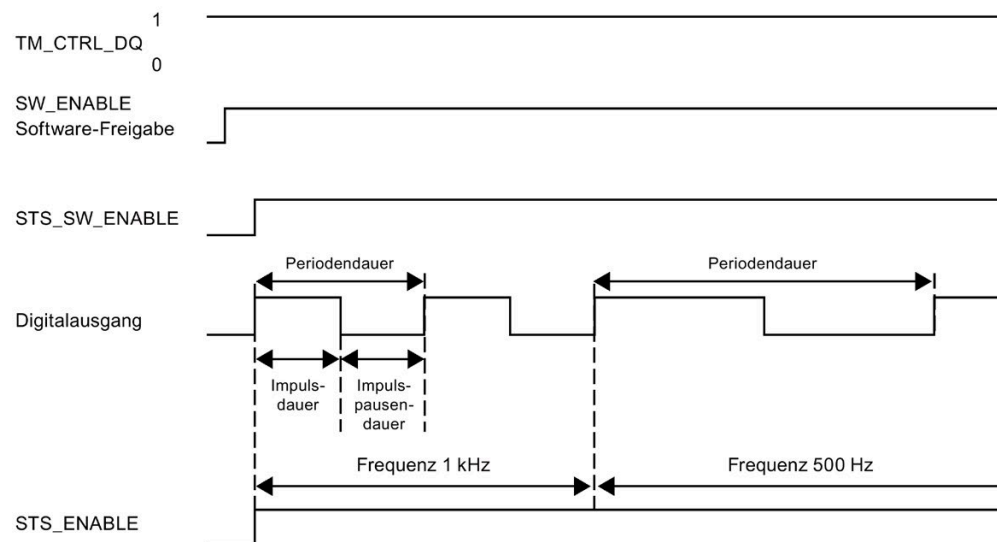 1
TM_CTRL_DQ
0
SW_ENABLE
Software-Freigabe
STS_SW_ENABLE
Periodendauer
Periodendauer
Digitalausgang
Impuls-
dauer
Impuls-
pausen-
dauer
Frequenz 1 kHz
Frequenz 500 Hz
STS_ENABLE